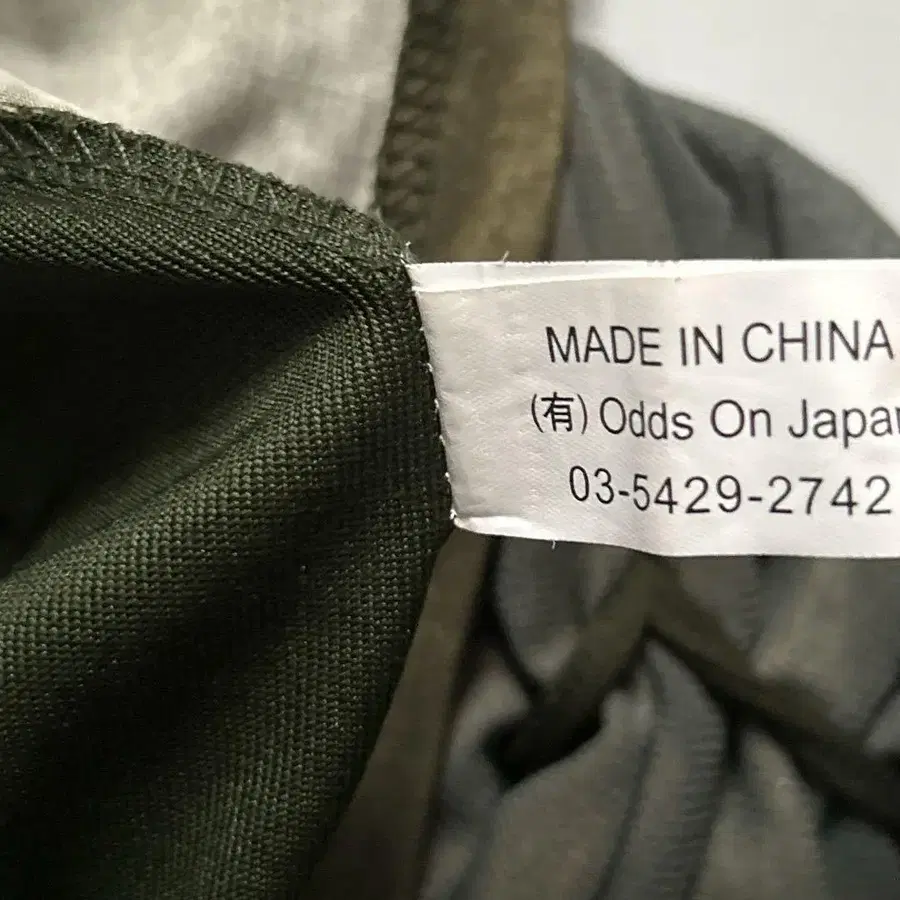 MADE IN CHINA
(有) Odds On Japan
03-5429-2742